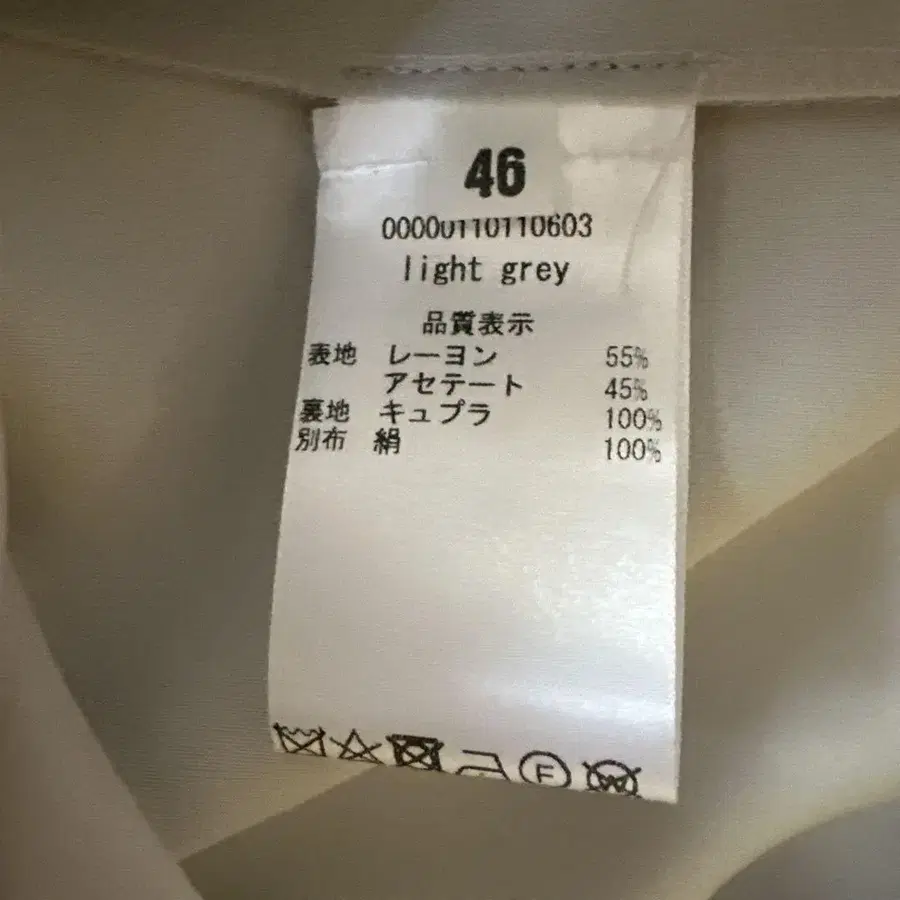 46
00000110110603
light grey
品質表示
表地 レーヨン 55%
アセテート 45%
裏地 キュプラ 100%
別布 絹 100%
F W